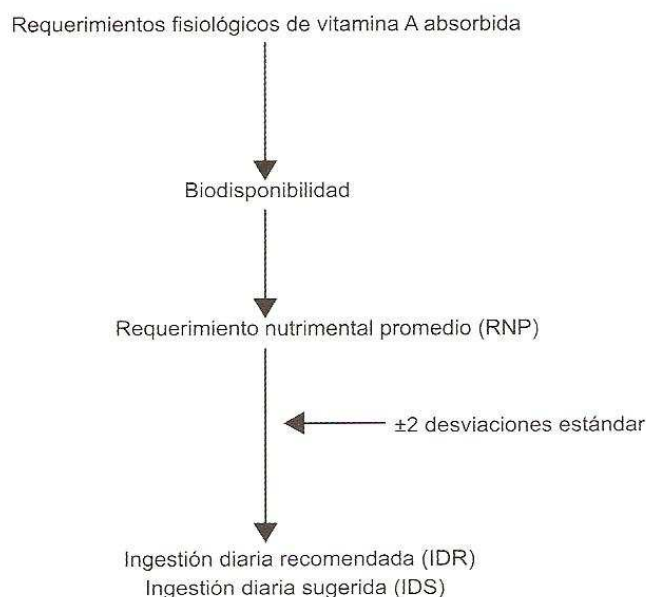 Requerimientos fisiológicos de vitamina A absorbida
Biodisponibilidad
Requerimiento nutrimental promedio (RNP)
±2 desviaciones estándar
Ingestión diaria recomendada (IDR)
Ingestión diaria sugerida (IDS)